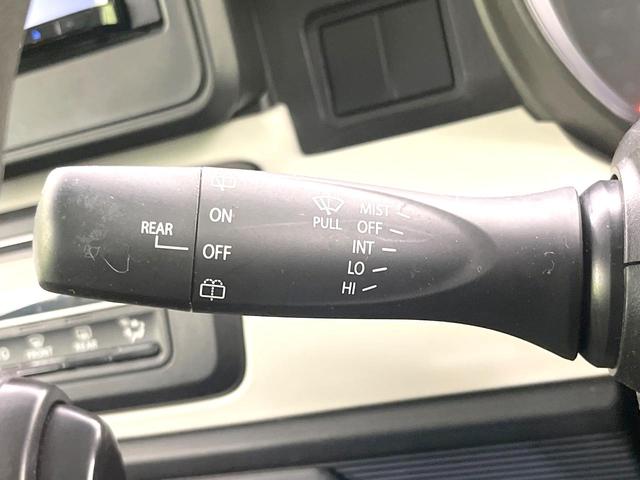 REAR
ON
OFF
PULL
MIST
OFF
INT
LO
HI
FRONT
REAR